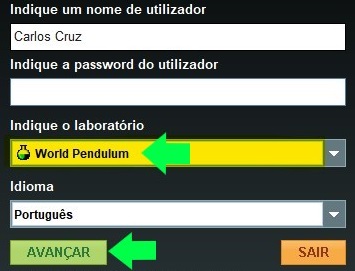 Indique um nome de utilizador
Carlos Cruz
Indique a password do utilizador
Indique o laboratório
World Pendulum
Idioma
Português
AVANÇAR
SAIR